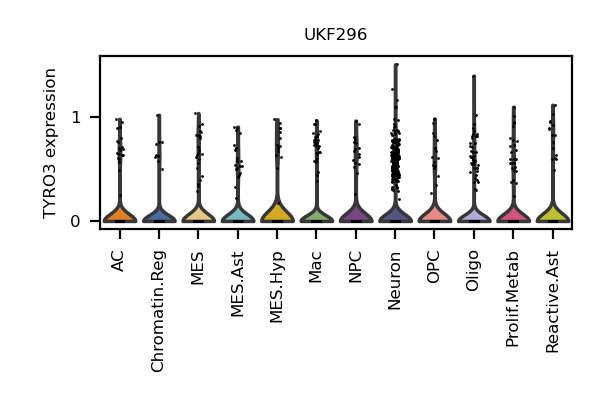 UKF296
TYRO3 expression
1
0
AC
Chromatin.Reg
MES
MES.Ast
MES.Hyp
Mac
NPC
Neuron
OPC
Oligo
Prolif.Metab
Reactive.Ast